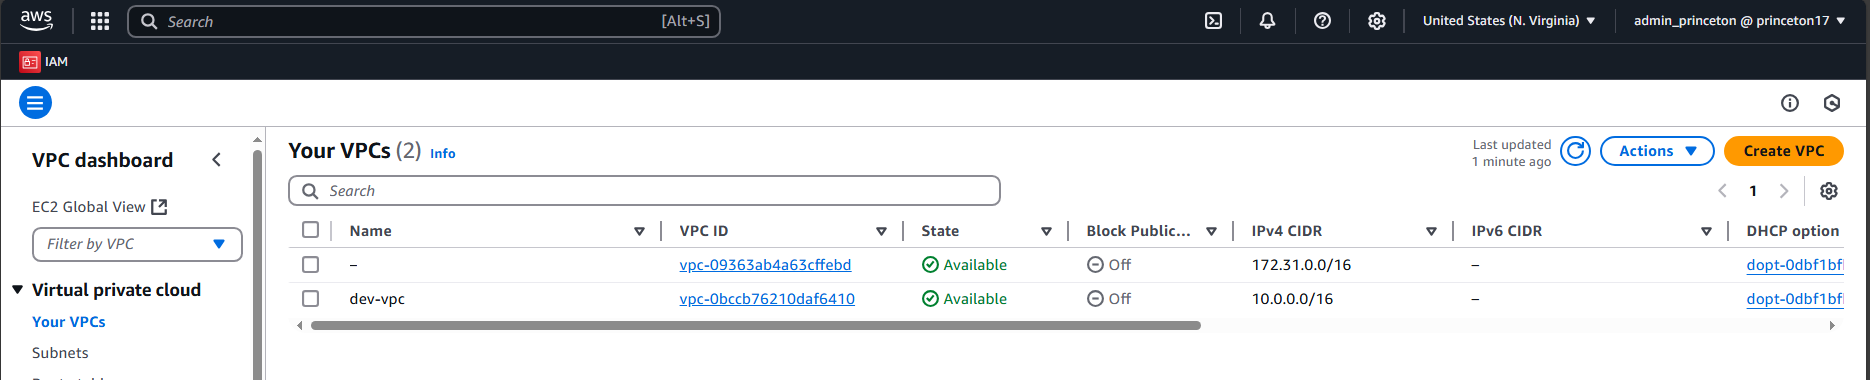 aws Search [Alt+S] United States (N. Virginia) admin_princeton @ princeton17
IAM
VPC dashboard
EC2 Global View
Filter by VPC
Virtual private cloud
Your VPCs
Subnets
Your VPCs (2) Info
Last updated
1 minute ago
Actions
Create VPC
Search
1
Name VPC ID State Block Public... IPv4 CIDR IPv6 CIDR DHCP option
– vpc-09363ab4a63cffebd Available Off 172.31.0.0/16 – dopt-0dbf1bf
dev-vpc vpc-0bccb76210daf6410 Available Off 10.0.0.0/16 – dopt-0dbf1bf